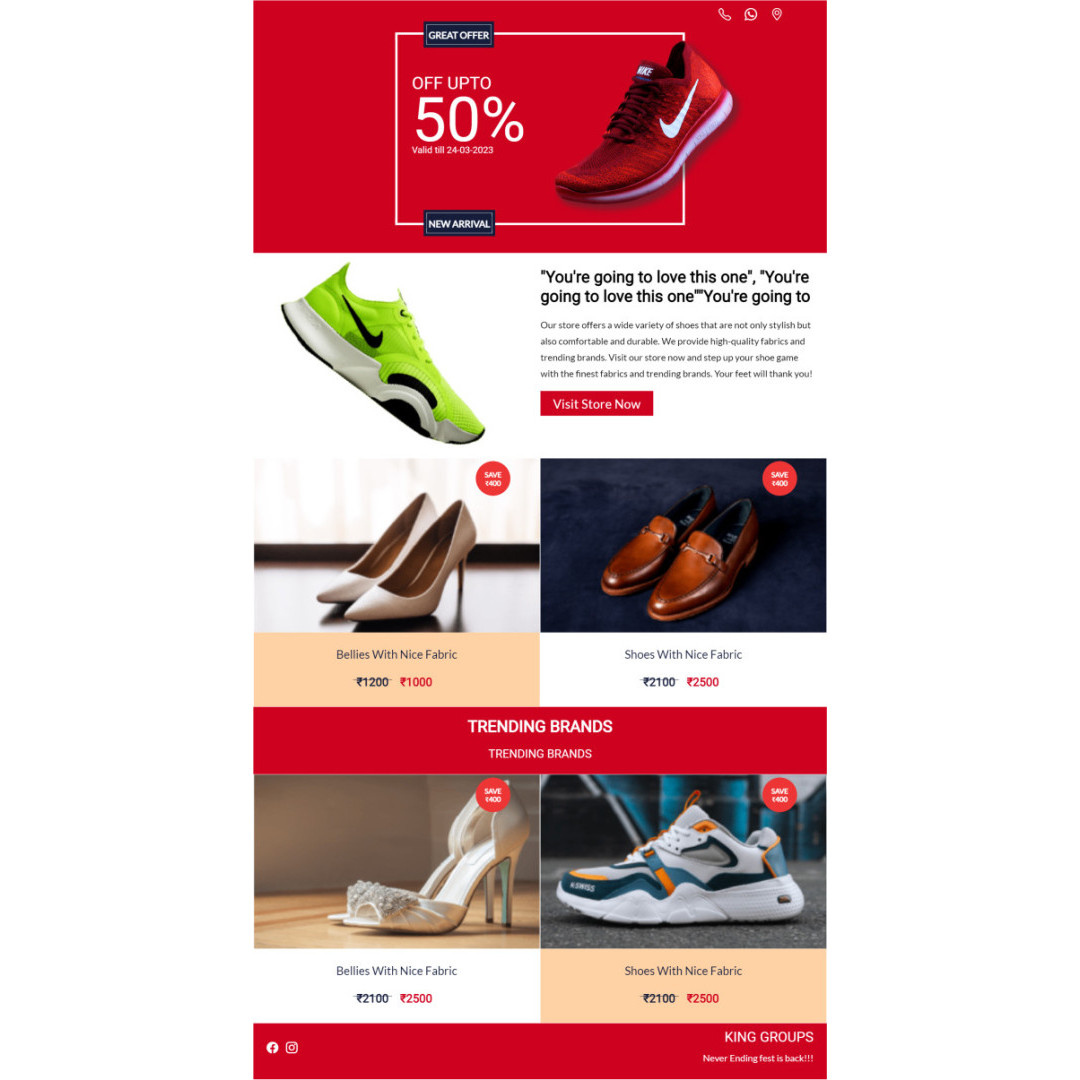 GREAT OFFER
OFF UPTO
50%
Valid till 24-03-2023
NIKE
NEW ARRIVAL
"You're going to love this one", "You're
going to love this one""You're going to
Our store offers a wide variety of shoes that are not only stylish but
also comfortable and durable. We provide high-quality fabrics and
trending brands. Visit our store now and step up your shoe game
with the finest fabrics and trending brands. Your feet will thank you!
Visit Store Now
SAVE
₹400
SAVE
₹400
Bellies With Nice Fabric
₹1200 ₹1000
Shoes With Nice Fabric
₹2100 ₹2500
TRENDING BRANDS
TRENDING BRANDS
SAVE
₹400
SAVE
₹400
K·SWISS
Bellies With Nice Fabric
₹2100 ₹2500
Shoes With Nice Fabric
₹2100 ₹2500
KING GROUPS
Never Ending fest is back!!!